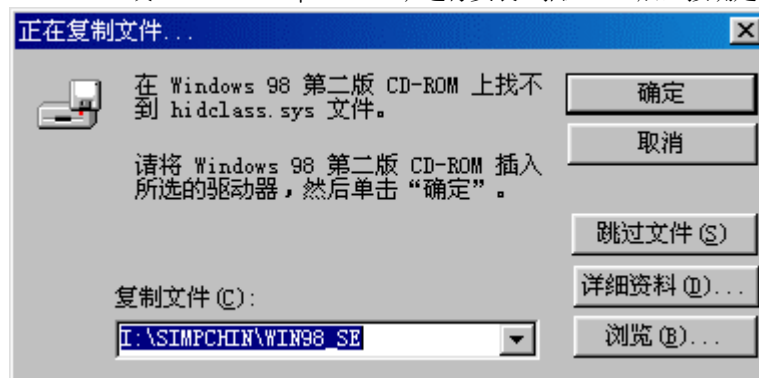 正在复制文件...
在 Windows 98 第二版 CD-ROM 上找不
到 hidclass.sys 文件。
请将 Windows 98 第二版 CD-ROM 插入
所选的驱动器，然后单击“确定”。
确定
取消
跳过文件(S)
详细资料(D)...
浏览(B)...
复制文件(C):
I:\SIMPCHIN\WIN98_SE